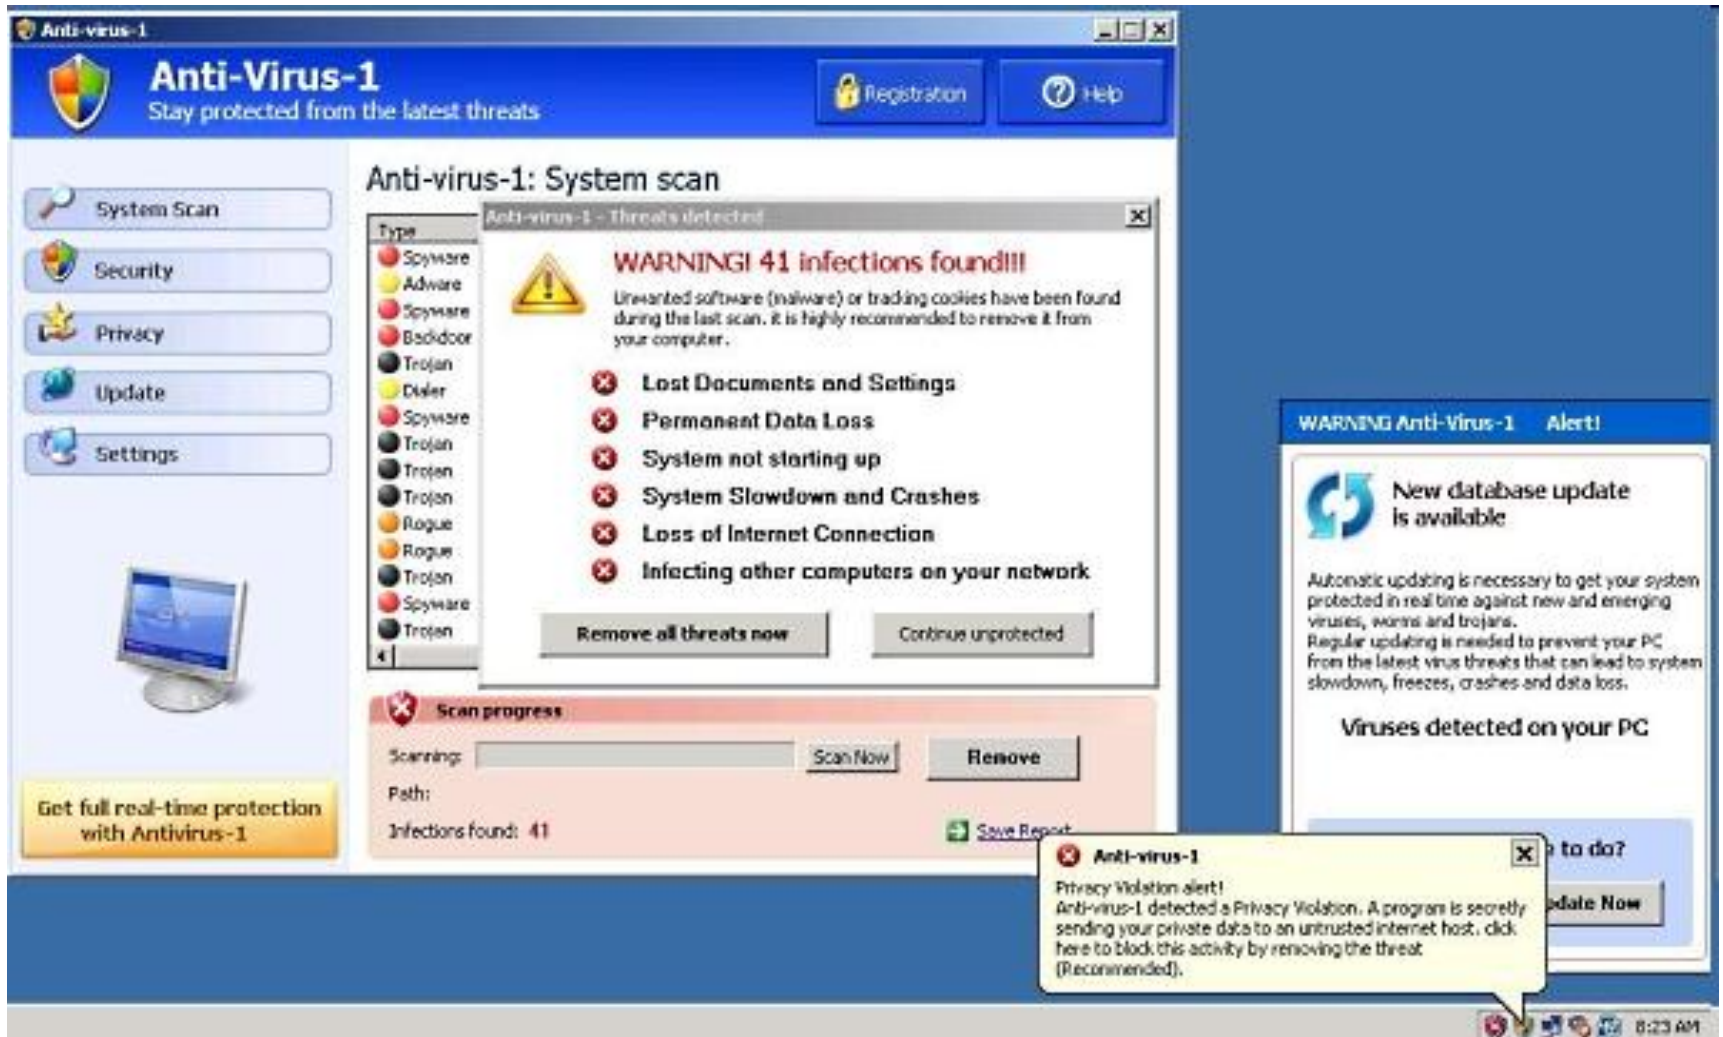 Anti-virus-1
Anti-Virus-1
Stay protected from the latest threats
Registration
Help
System Scan
Security
Privacy
Update
Settings
Get full real-time protection
with Antivirus-1
Anti-virus-1: System scan
Type
Spyware
Adware
Spyware
Backdoor
Trojan
Dialer
Spyware
Trojan
Trojan
Trojan
Rogue
Rogue
Trojan
Spyware
Trojan
Anti-virus-1 - Threats detected
WARNING! 41 infections found!!!
Unwanted software (malware) or tracking cookies have been found
during the last scan. it is highly recommended to remove it from
your computer.
Lost Documents and Settings
Permanent Data Loss
System not starting up
System Slowdown and Crashes
Loss of Internet Connection
Infecting other computers on your network
Remove all threats now
Continue unprotected
Scan progress
Scanning:
Scan Now
Remove
Path:
Infections found: 41
Save Report
WARNING Anti-Virus-1 Alert!
New database update
is available
Automatic updating is necessary to get your system
protected in real time against new and emerging
viruses, worms and trojans.
Regular updating is needed to prevent your PC
from the latest virus threats that can lead to system
slowdown, freezes, crashes and data loss.
Viruses detected on your PC
e to do?
pdate Now
Anti-virus-1
Privacy Violation alert!
Anti-virus-1 detected a Privacy Violation. A program is secretly
sending your private data to an untrusted internet host. click
here to block this activity by removing the threat
(Recommended).
8:23 AM